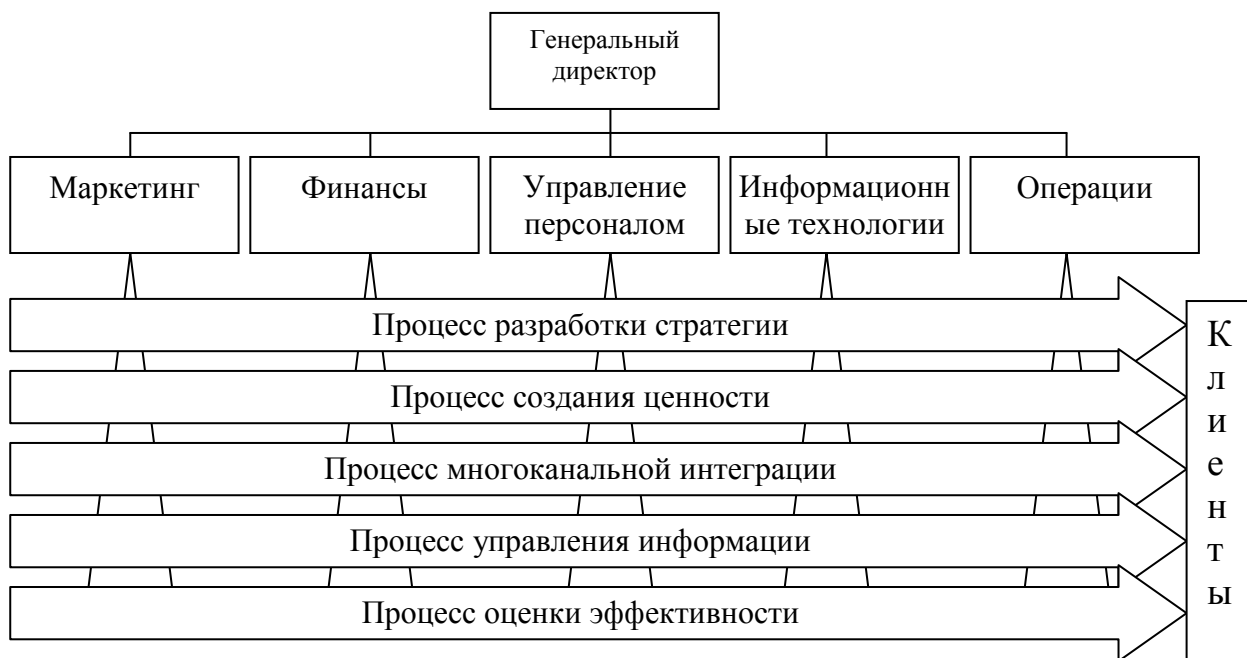 Генеральный
директор
Маркетинг
Финансы
Управление
персоналом
Информационн
ые технологии
Операции
Процесс разработки стратегии
Процесс создания ценности
Процесс многоканальной интеграции
Процесс управления информации
Процесс оценки эффективности
К
л
и
е
н
т
ы